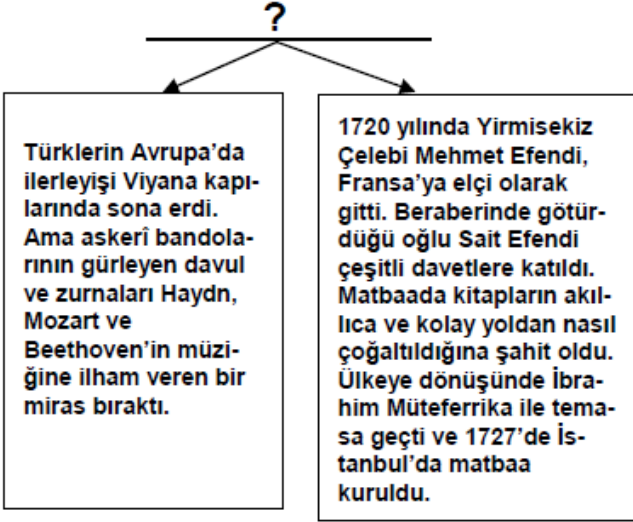 ?
Türklerin Avrupa’da
ilerleyişi Viyana kapı-
larında sona erdi.
Ama askerî bandola-
rının gürleyen davul
ve zurnaları Haydn,
Mozart ve
Beethoven’in müzi-
ğine ilham veren bir
miras bıraktı.
1720 yılında Yirmisekiz
Çelebi Mehmet Efendi,
Fransa’ya elçi olarak
gitti. Beraberinde götür-
düğü oğlu Sait Efendi
çeşitli davetlere katıldı.
Matbaada kitapların akıl-
lıca ve kolay yoldan nasıl
çoğaltıldığına şahit oldu.
Ülkeye dönüşünde İbra-
him Müteferrika ile tema-
sa geçti ve 1727’de İs-
tanbul’da matbaa
kuruldu.